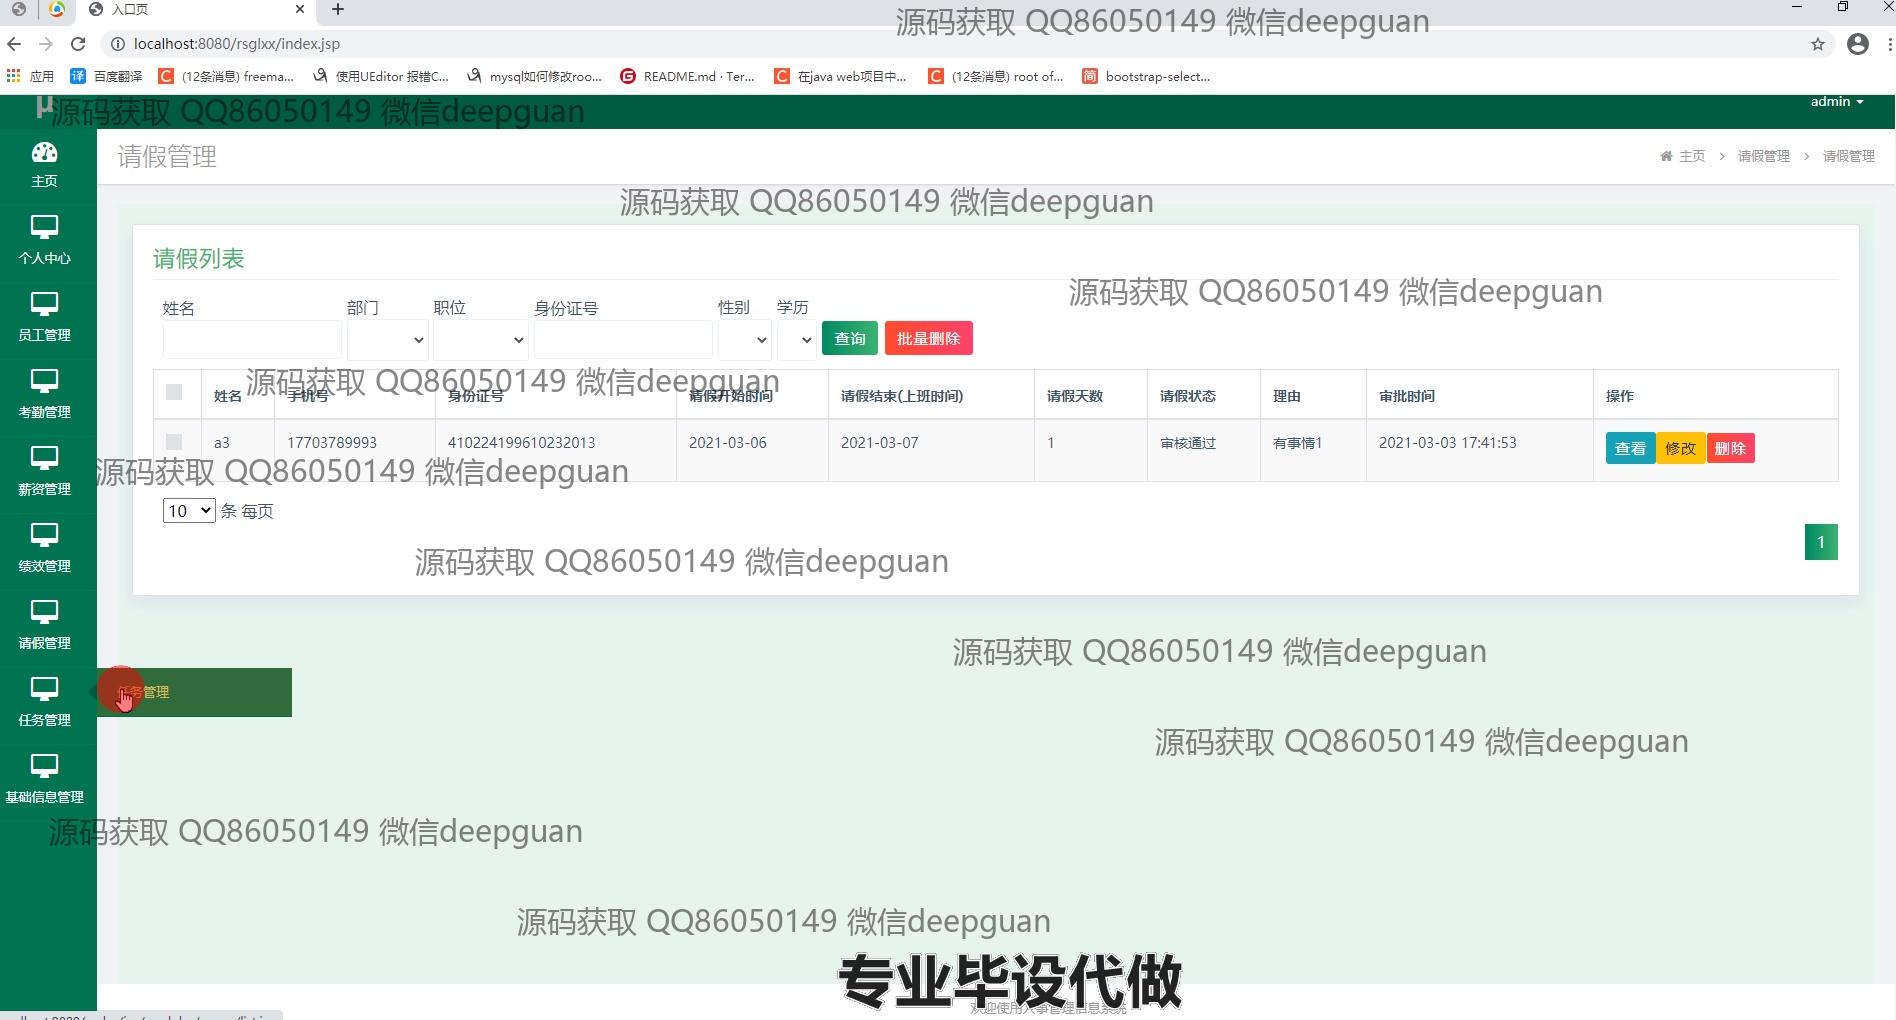 入口页
源码获取 QQ86050149 微信deepguan
localhost:8080/rsglxx/index.jsp
应用 百度翻译 (12条消息) freema... 使用UEditor 报错C... mysql如何修改roo... README.md · Ter... 在java web项目中... (12条消息) root of... bootstrap-select...
源码获取 QQ86050149 微信deepguan
admin
请假管理
主页 > 请假管理 > 请假管理
主页
源码获取 QQ86050149 微信deepguan
个人中心
请假列表
源码获取 QQ86050149 微信deepguan
姓名 部门 职位 身份证号 性别 学历
查询 批量删除
员工管理
源码获取 QQ86050149 微信deepguan
姓名 手机号 身份证号 请假开始时间 请假结束(上班时间) 请假天数 请假状态 理由 审批时间 操作
考勤管理
a3 17703789993 410224199610232013 2021-03-06 2021-03-07 1 审核通过 有事情1 2021-03-03 17:41:53 查看 修改 删除
源码获取 QQ86050149 微信deepguan
薪资管理
10 条 每页
1
源码获取 QQ86050149 微信deepguan
绩效管理
请假管理
源码获取 QQ86050149 微信deepguan
任务管理
任务管理
源码获取 QQ86050149 微信deepguan
基础信息管理
源码获取 QQ86050149 微信deepguan
源码获取 QQ86050149 微信deepguan
专业毕设代做
欢迎使用人事管理信息系统